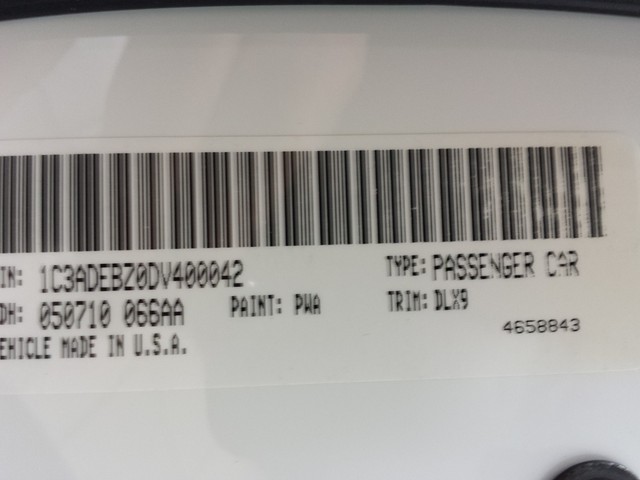 IN: 1C3ADEBZ0DV400042 TYPE: PASSENGER CAR
DH: 050710 066AA PAINT: PWA TRIM: DLX9
EHICLE MADE IN U.S.A. 4658843